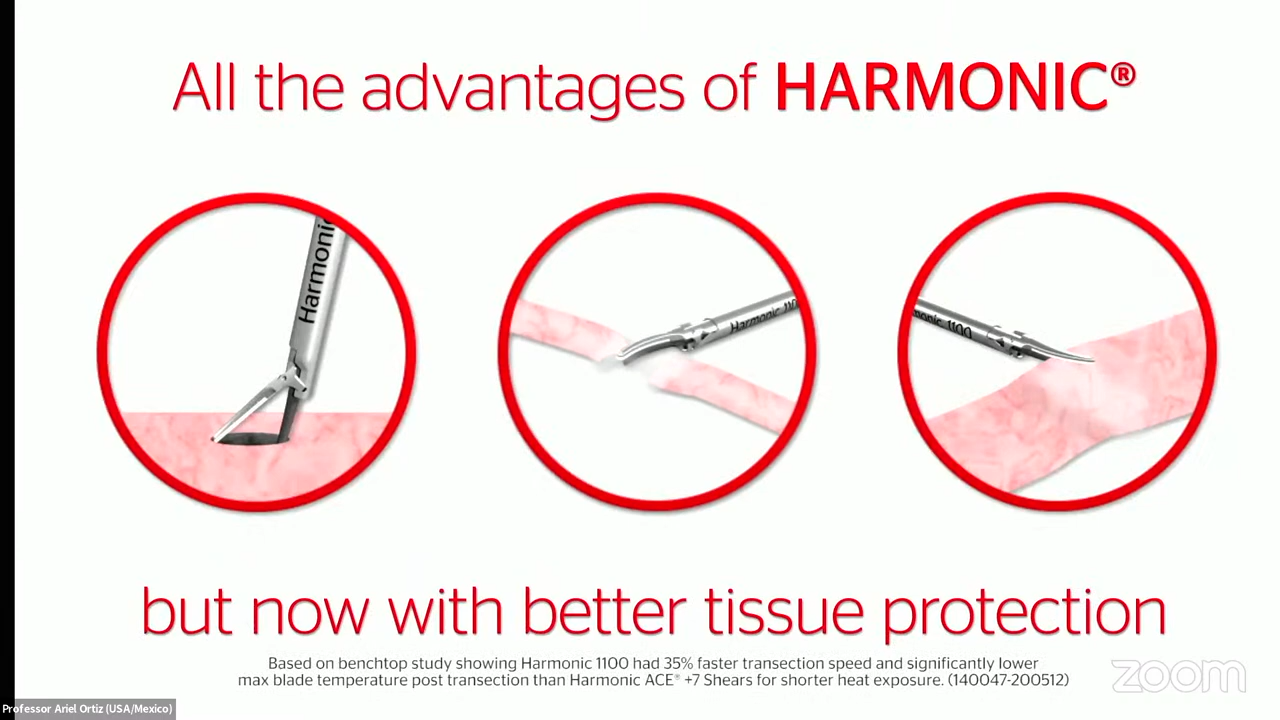 All the advantages of HARMONIC®
Harmonic
Harmonic 1100
monic 1100
but now with better tissue protection
Based on benchtop study showing Harmonic 1100 had 35% faster transection speed and significantly lower
max blade temperature post transection than Harmonic ACE® +7 Shears for shorter heat exposure. (140047-200512)
zoom
Professor Ariel Ortiz (USA/Mexico)